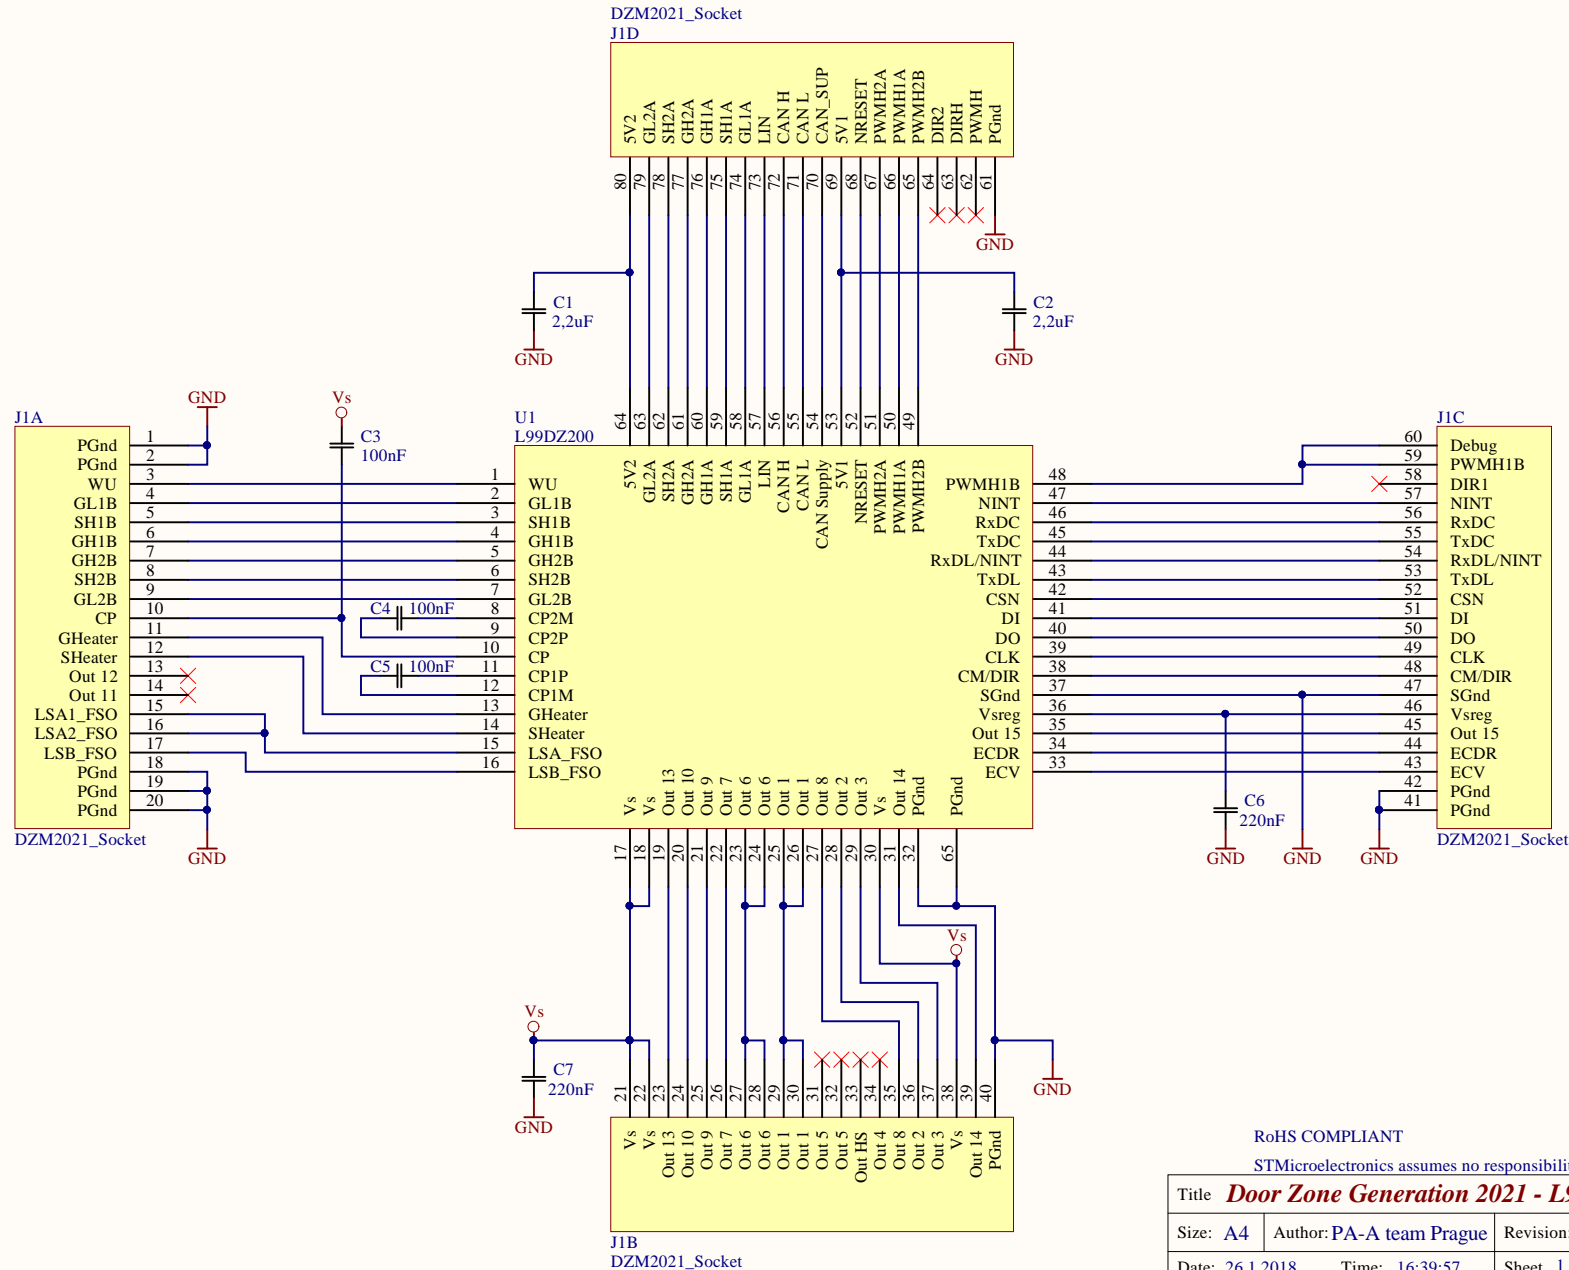 DZM2021_Socket
J1D
5V2
GL2A
SH2A
GH2A
GH1A
SH1A
GL1A
LIN
CAN H
CAN L
CAN_SUP
5V1
NRESET
PWMH2A
PWMH1A
PWMH2B
DIR2
DIRH
PWMH
PGnd
80
79
78
77
76
75
74
73
72
71
70
69
68
67
66
65
64
63
62
61
GND
C1
2,2uF
GND
C2
2,2uF
GND
J1A
GND
PGnd 1
PGnd 2
WU 3
GL1B 4
SH1B 5
GH1B 6
GH2B 7
SH2B 8
GL2B 9
CP 10
GHeater 11
SHeater 12
Out 12 13
Out 11 14
LSA1_FSO 15
LSA2_FSO 16
LSB_FSO 17
PGnd 18
PGnd 19
PGnd 20
DZM2021_Socket
GND
Vs
C3
100nF
C4 100nF
C5 100nF
U1
L99DZ200
64
63
62
61
60
59
58
57
56
55
54
53
52
51
50
49
5V2
GL2A
SH2A
GH2A
GH1A
SH1A
GL1A
LIN
CAN H
CAN L
CAN Supply
5V1
NRESET
PWMH2A
PWMH1A
PWMH2B
1 WU
2 GL1B
3 SH1B
4 GH1B
5 GH2B
6 SH2B
7 GL2B
8 CP2M
9 CP2P
10 CP
11 CP1P
12 CP1M
13 GHeater
14 SHeater
15 LSA_FSO
16 LSB_FSO
PWMH1B 48
NINT 47
RxDC 46
TxDC 45
RxDL/NINT 44
TxDL 43
CSN 42
DI 41
DO 40
CLK 39
CM/DIR 38
SGnd 37
Vsreg 36
Out 15 35
ECDR 34
ECV 33
Vs
Vs
Out 13
Out 10
Out 9
Out 7
Out 6
Out 6
Out 1
Out 1
Out 8
Out 2
Out 3
Vs
Out 14
PGnd
PGnd
17
18
19
20
21
22
23
24
25
26
27
28
29
30
31
32
65
J1C
60 Debug
59 PWMH1B
58 DIR1
57 NINT
56 RxDC
55 TxDC
54 RxDL/NINT
53 TxDL
52 CSN
51 DI
50 DO
49 CLK
48 CM/DIR
47 SGnd
46 Vsreg
45 Out 15
44 ECDR
43 ECV
42 PGnd
41 PGnd
DZM2021_Socket
C6
220nF
GND
GND
GND
Vs
Vs
C7
220nF
GND
GND
21
22
23
24
25
26
27
28
29
30
31
32
33
34
35
36
37
38
39
40
Vs
Vs
Out 13
Out 10
Out 9
Out 7
Out 6
Out 6
Out 1
Out 1
Out 5
Out 5
Out HS
Out 4
Out 8
Out 2
Out 3
Vs
Out 14
PGnd
J1B
DZM2021_Socket
RoHS COMPLIANT
STMicroelectronics assumes no
Title Door Zone Generation 2021 -
Size: A4 Author: PA-A team Prague Revision:
Date: 26.1.2018 Time: 16:39:57 Sheet 1